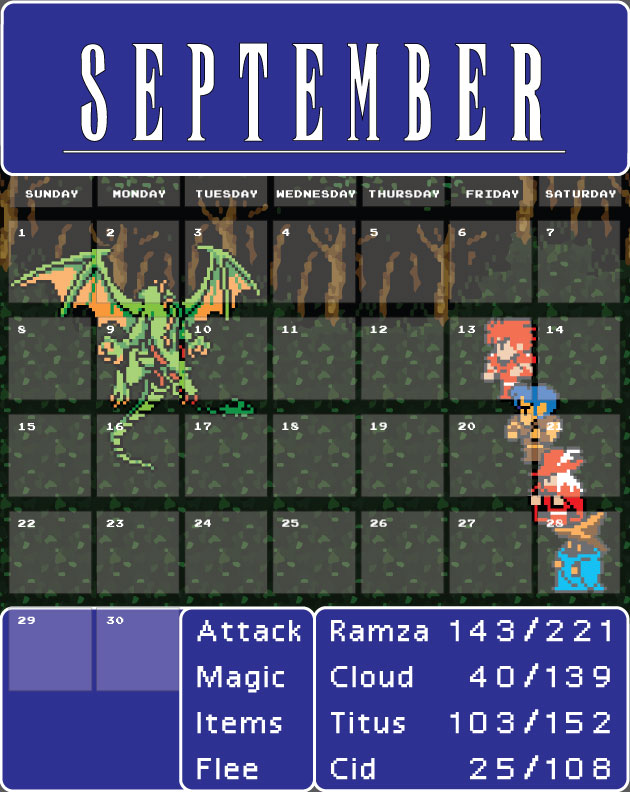 SEPTEMBER
SUNDAY MONDAY TUESDAY WEDNESDAY THURSDAY FRIDAY SATURDAY
1 2 3 4 5 6 7
8 9 10 11 12 13 14
15 16 17 18 19 20 21
22 23 24 25 26 27 28
29 30
Attack Ramza 143/221
Magic Cloud 40/139
Items Titus 103/152
Flee Cid 25/108